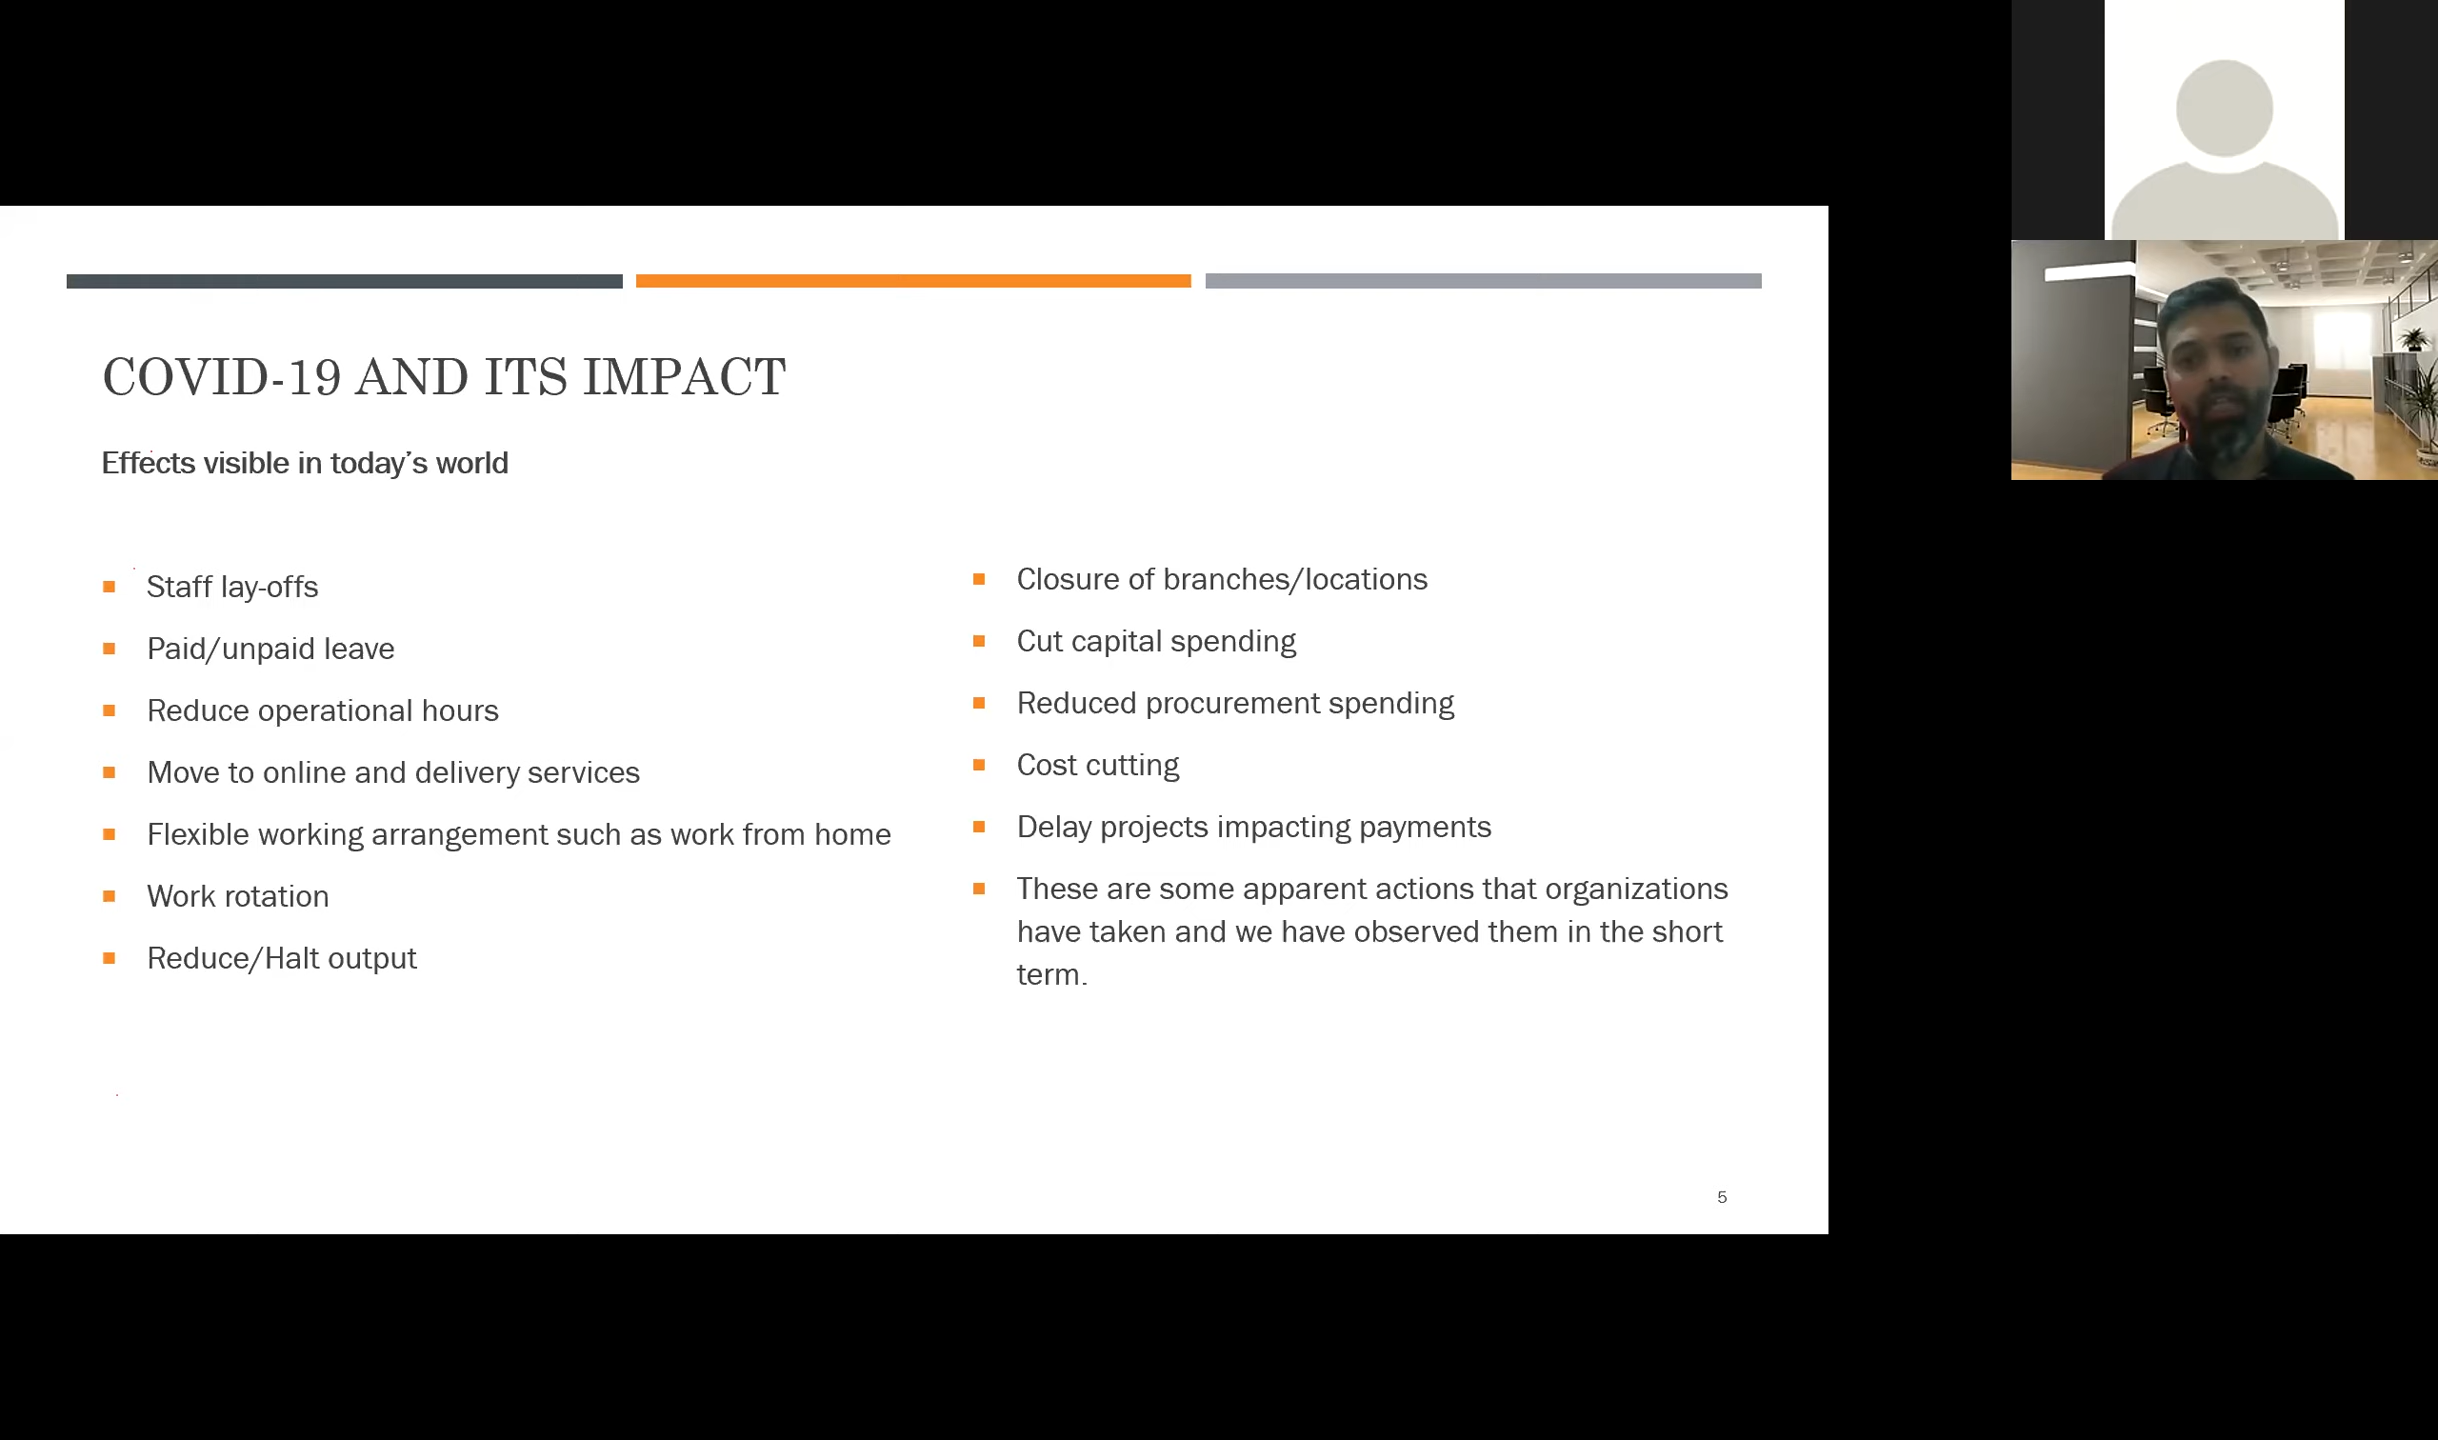 COVID-19 AND ITS IMPACT
Effects visible in today's world
Staff lay-offs
Paid/unpaid leave
Reduce operational hours
Move to online and delivery services
Flexible working arrangement such as work from home
Work rotation
Reduce/Halt output
Closure of branches/locations
Cut capital spending
Reduced procurement spending
Cost cutting
Delay projects impacting payments
These are some apparent actions that organizations
have taken and we have observed them in the short
term.
5